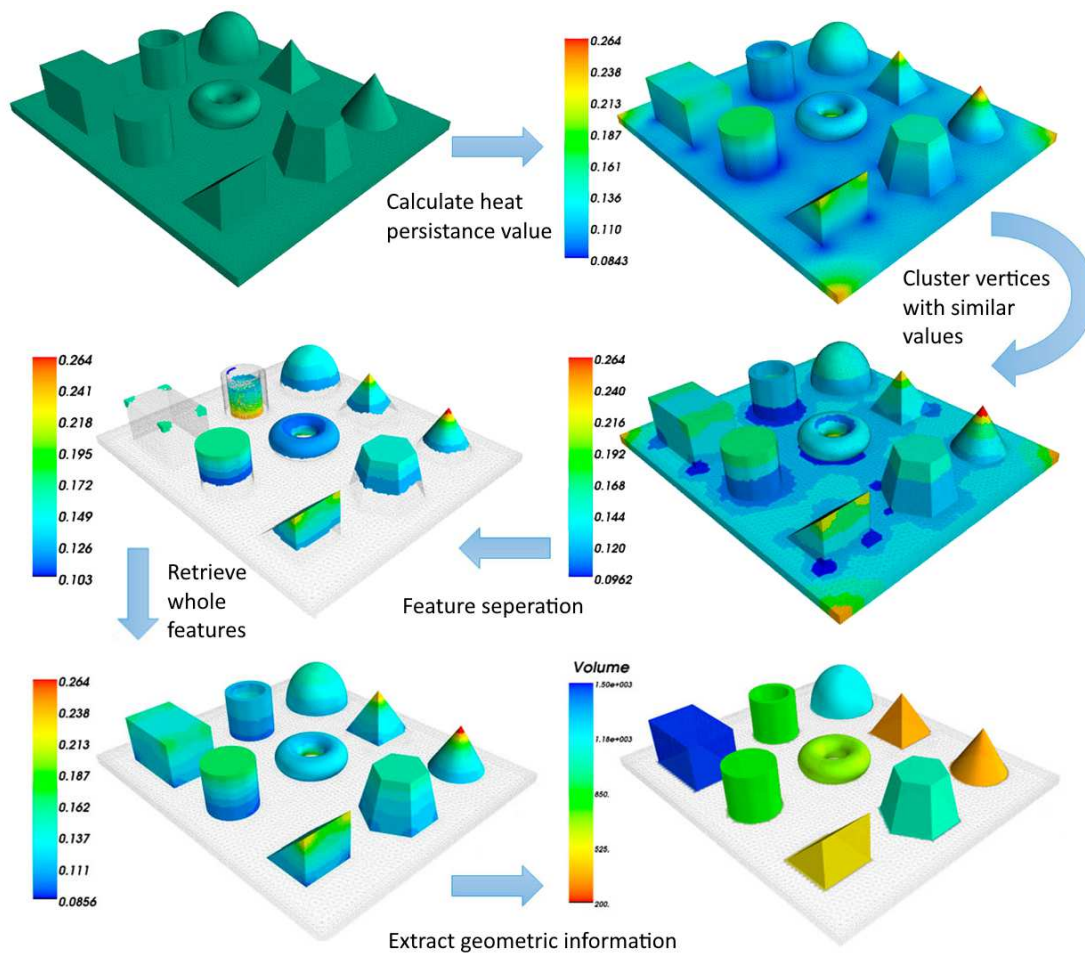 0.264
0.238
0.213
0.187
0.161
0.136
0.110
0.0843
Calculate heat
persistance value
Cluster vertices
with similar
values
0.264
0.240
0.216
0.192
0.168
0.144
0.120
0.0962
Feature seperation
0.264
0.241
0.218
0.195
0.172
0.149
0.126
0.103
Retrieve
whole
features
0.264
0.238
0.213
0.187
0.162
0.137
0.111
0.0856
Extract geometric information
Volume
1.50e+003
1.18e+003
850.
525.
200.